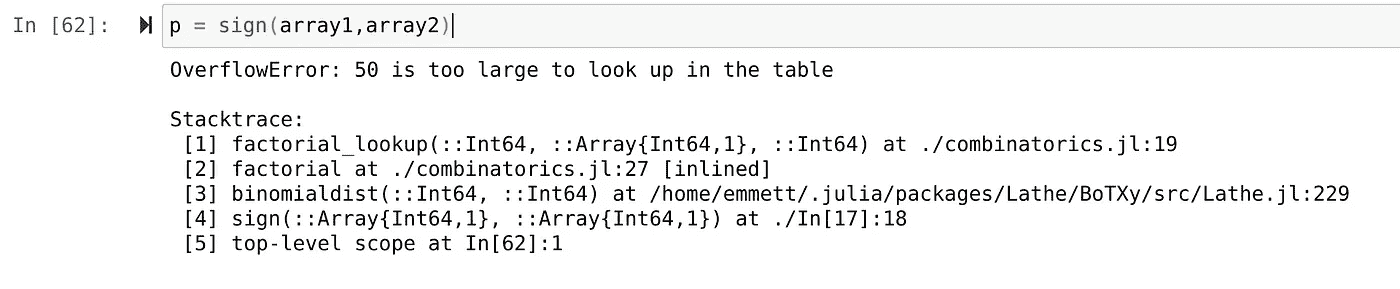 In [62]: p = sign(array1,array2)
OverflowError: 50 is too large to look up in the table
Stacktrace:
[1] factorial_lookup(::Int64, ::Array{Int64,1}, ::Int64) at ./combinatorics.jl:19
[2] factorial at ./combinatorics.jl:27 [inlined]
[3] binomialdist(::Int64, ::Int64) at /home/emmett/.julia/packages/Lathe/BoTXy/src/Lathe.jl:229
[4] sign(::Array{Int64,1}, ::Array{Int64,1}) at ./In[17]:18
[5] top-level scope at In[62]:1